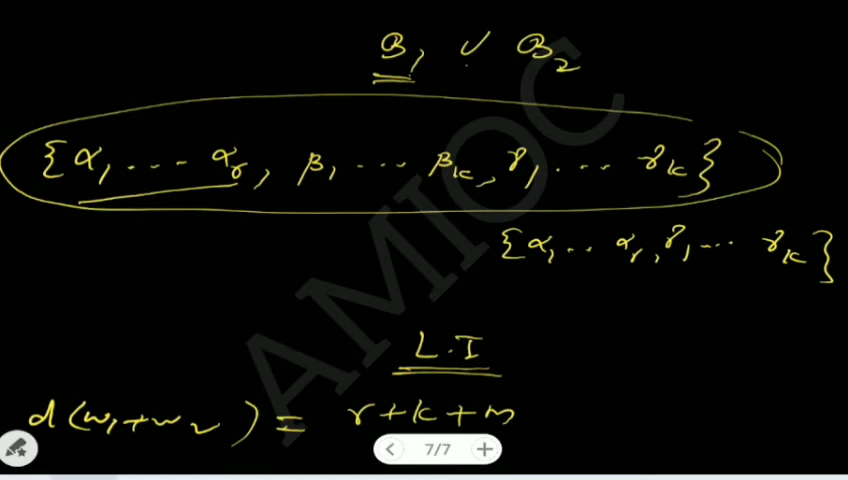 B₁ ∪ B₂
{α₁ .... αᵣ, β₁ .... βₖ, γ₁ .... γₖ}
{α₁ ... αᵣ, γ₁ .... γₖ}
L.I
d(w₁+w₂) = r+k+m
7/7
AMIOC